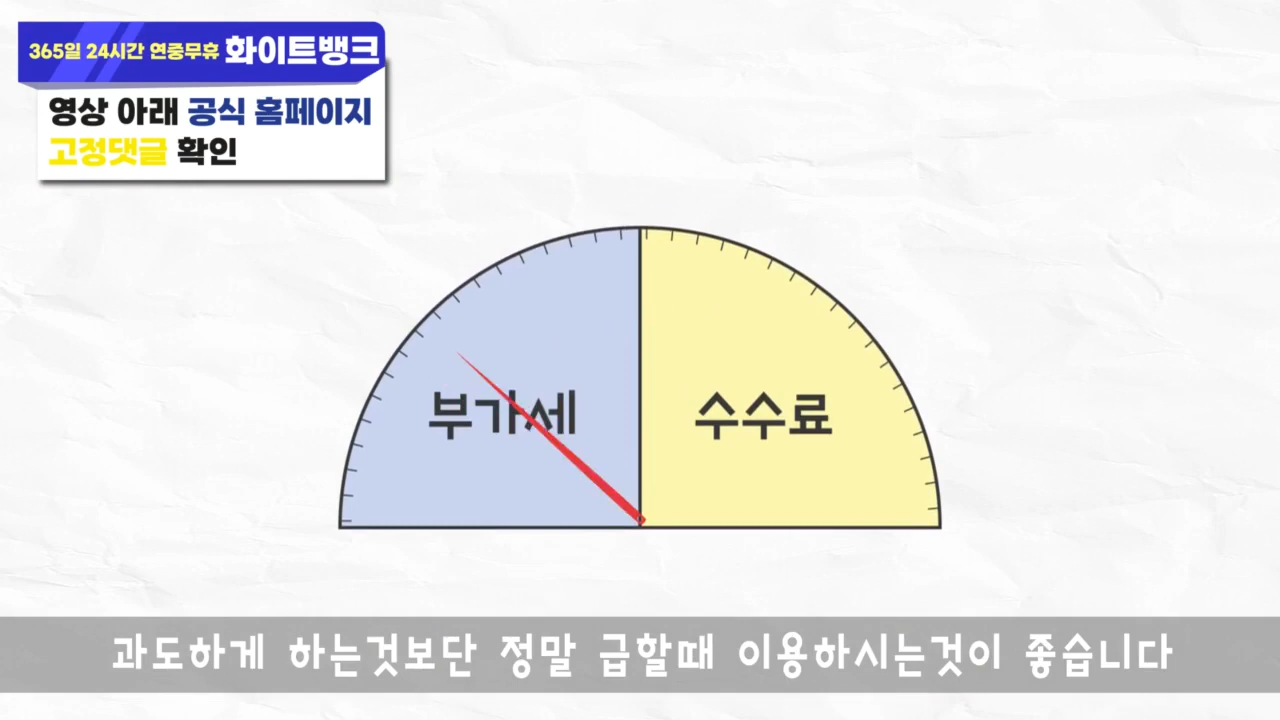 365일 24시간 연중무휴 화이트뱅크
영상 아래 공식 홈페이지
고정댓글 확인
부가세
수수료
과도하게 하는것보단 정말 급할때 이용하시는것이 좋습니다